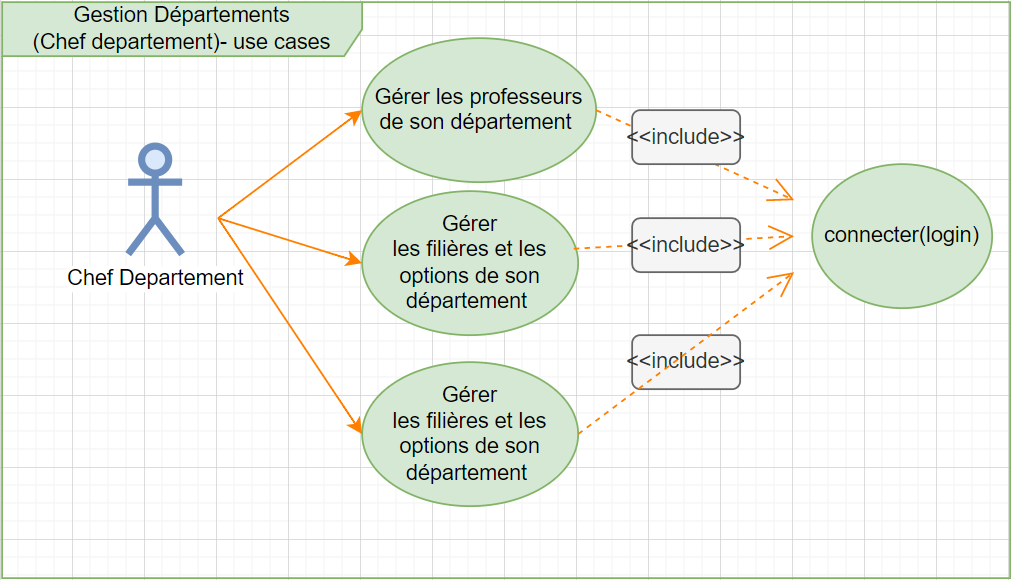 Gestion Départements
(Chef departement)- use cases
Gérer les professeurs
de son département
<<include>>
Gérer
les filières et les
options de son
département
<<include>>
connecter(login)
Chef Departement
<<include>>
Gérer
les filières et les
options de son
département